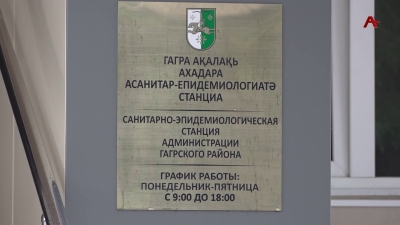 ГАГРА АҚАЛАҚЬ
АХАДАРА
АСАНИТАР-ЕПИДЕМИОЛОГИАТӘ
СТАНЦИА
САНИТАРНО-ЭПИДЕМИОЛОГИЧЕСКАЯ
СТАНЦИЯ
АДМИНИСТРАЦИИ
ГАГРСКОГО РАЙОНА
ГРАФИК РАБОТЫ:
ПОНЕДЕЛЬНИК-ПЯТНИЦА
С 9:00 ДО 18:00